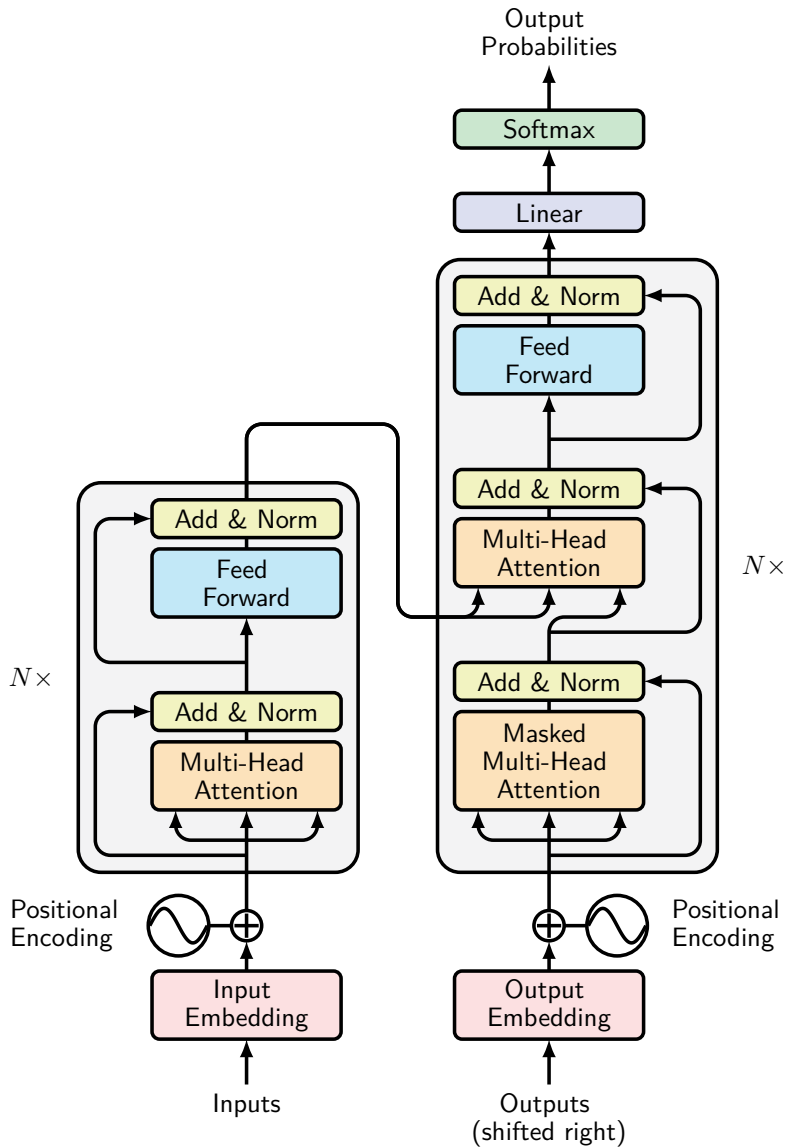 Output
Probabilities
Softmax
Linear
Add & Norm
Feed
Forward
Add & Norm
Multi-Head
Attention
Add & Norm
Masked
Multi-Head
Attention
N×
Add & Norm
Feed
Forward
Add & Norm
Multi-Head
Attention
N×
Positional
Encoding
Positional
Encoding
Input
Embedding
Output
Embedding
Inputs
Outputs
(shifted right)